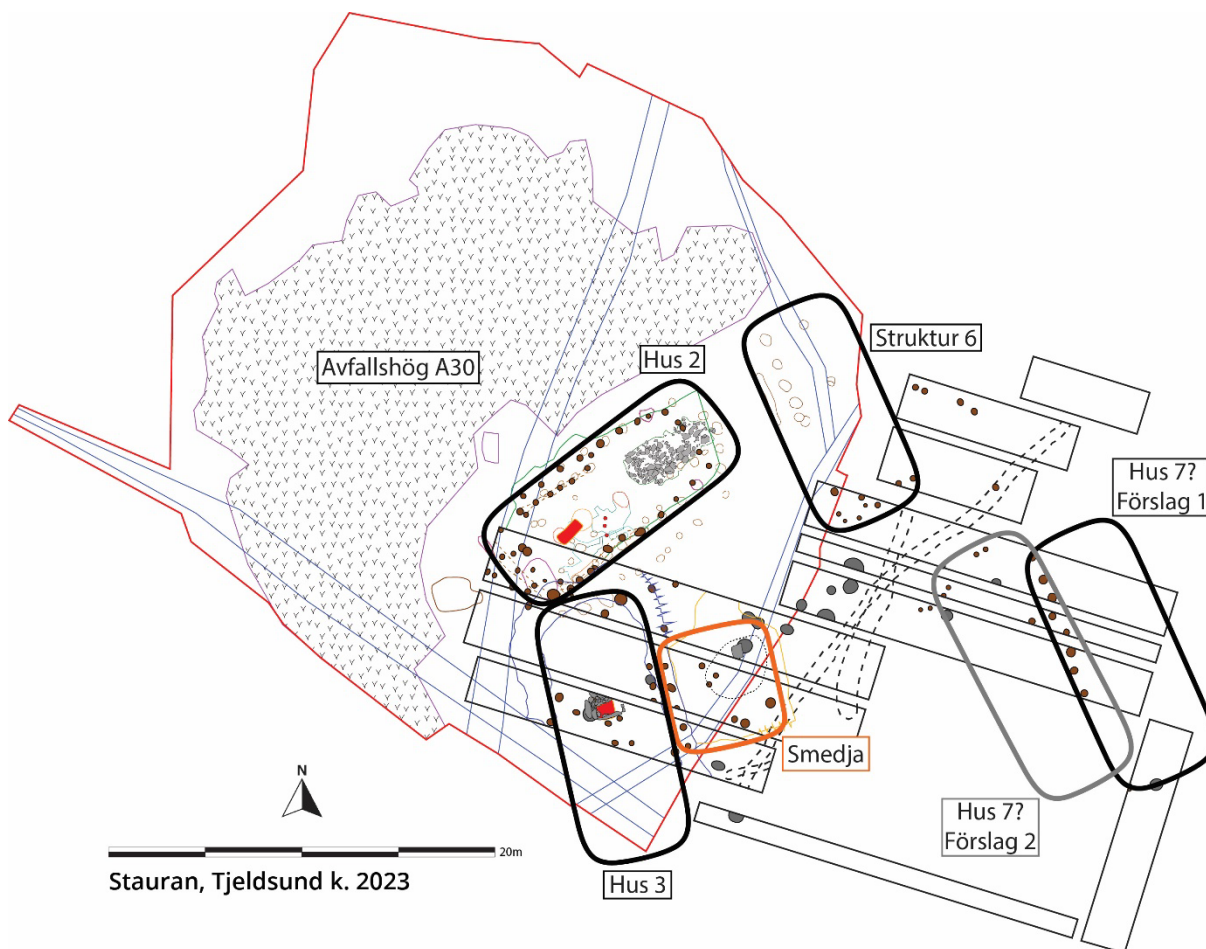 Avfallshög A30
Hus 2
Struktur 6
Hus 7?
Förslag 1
Smedja
Hus 7?
Förslag 2
Hus 3
N
20m
Stauran, Tjeldsund k. 2023